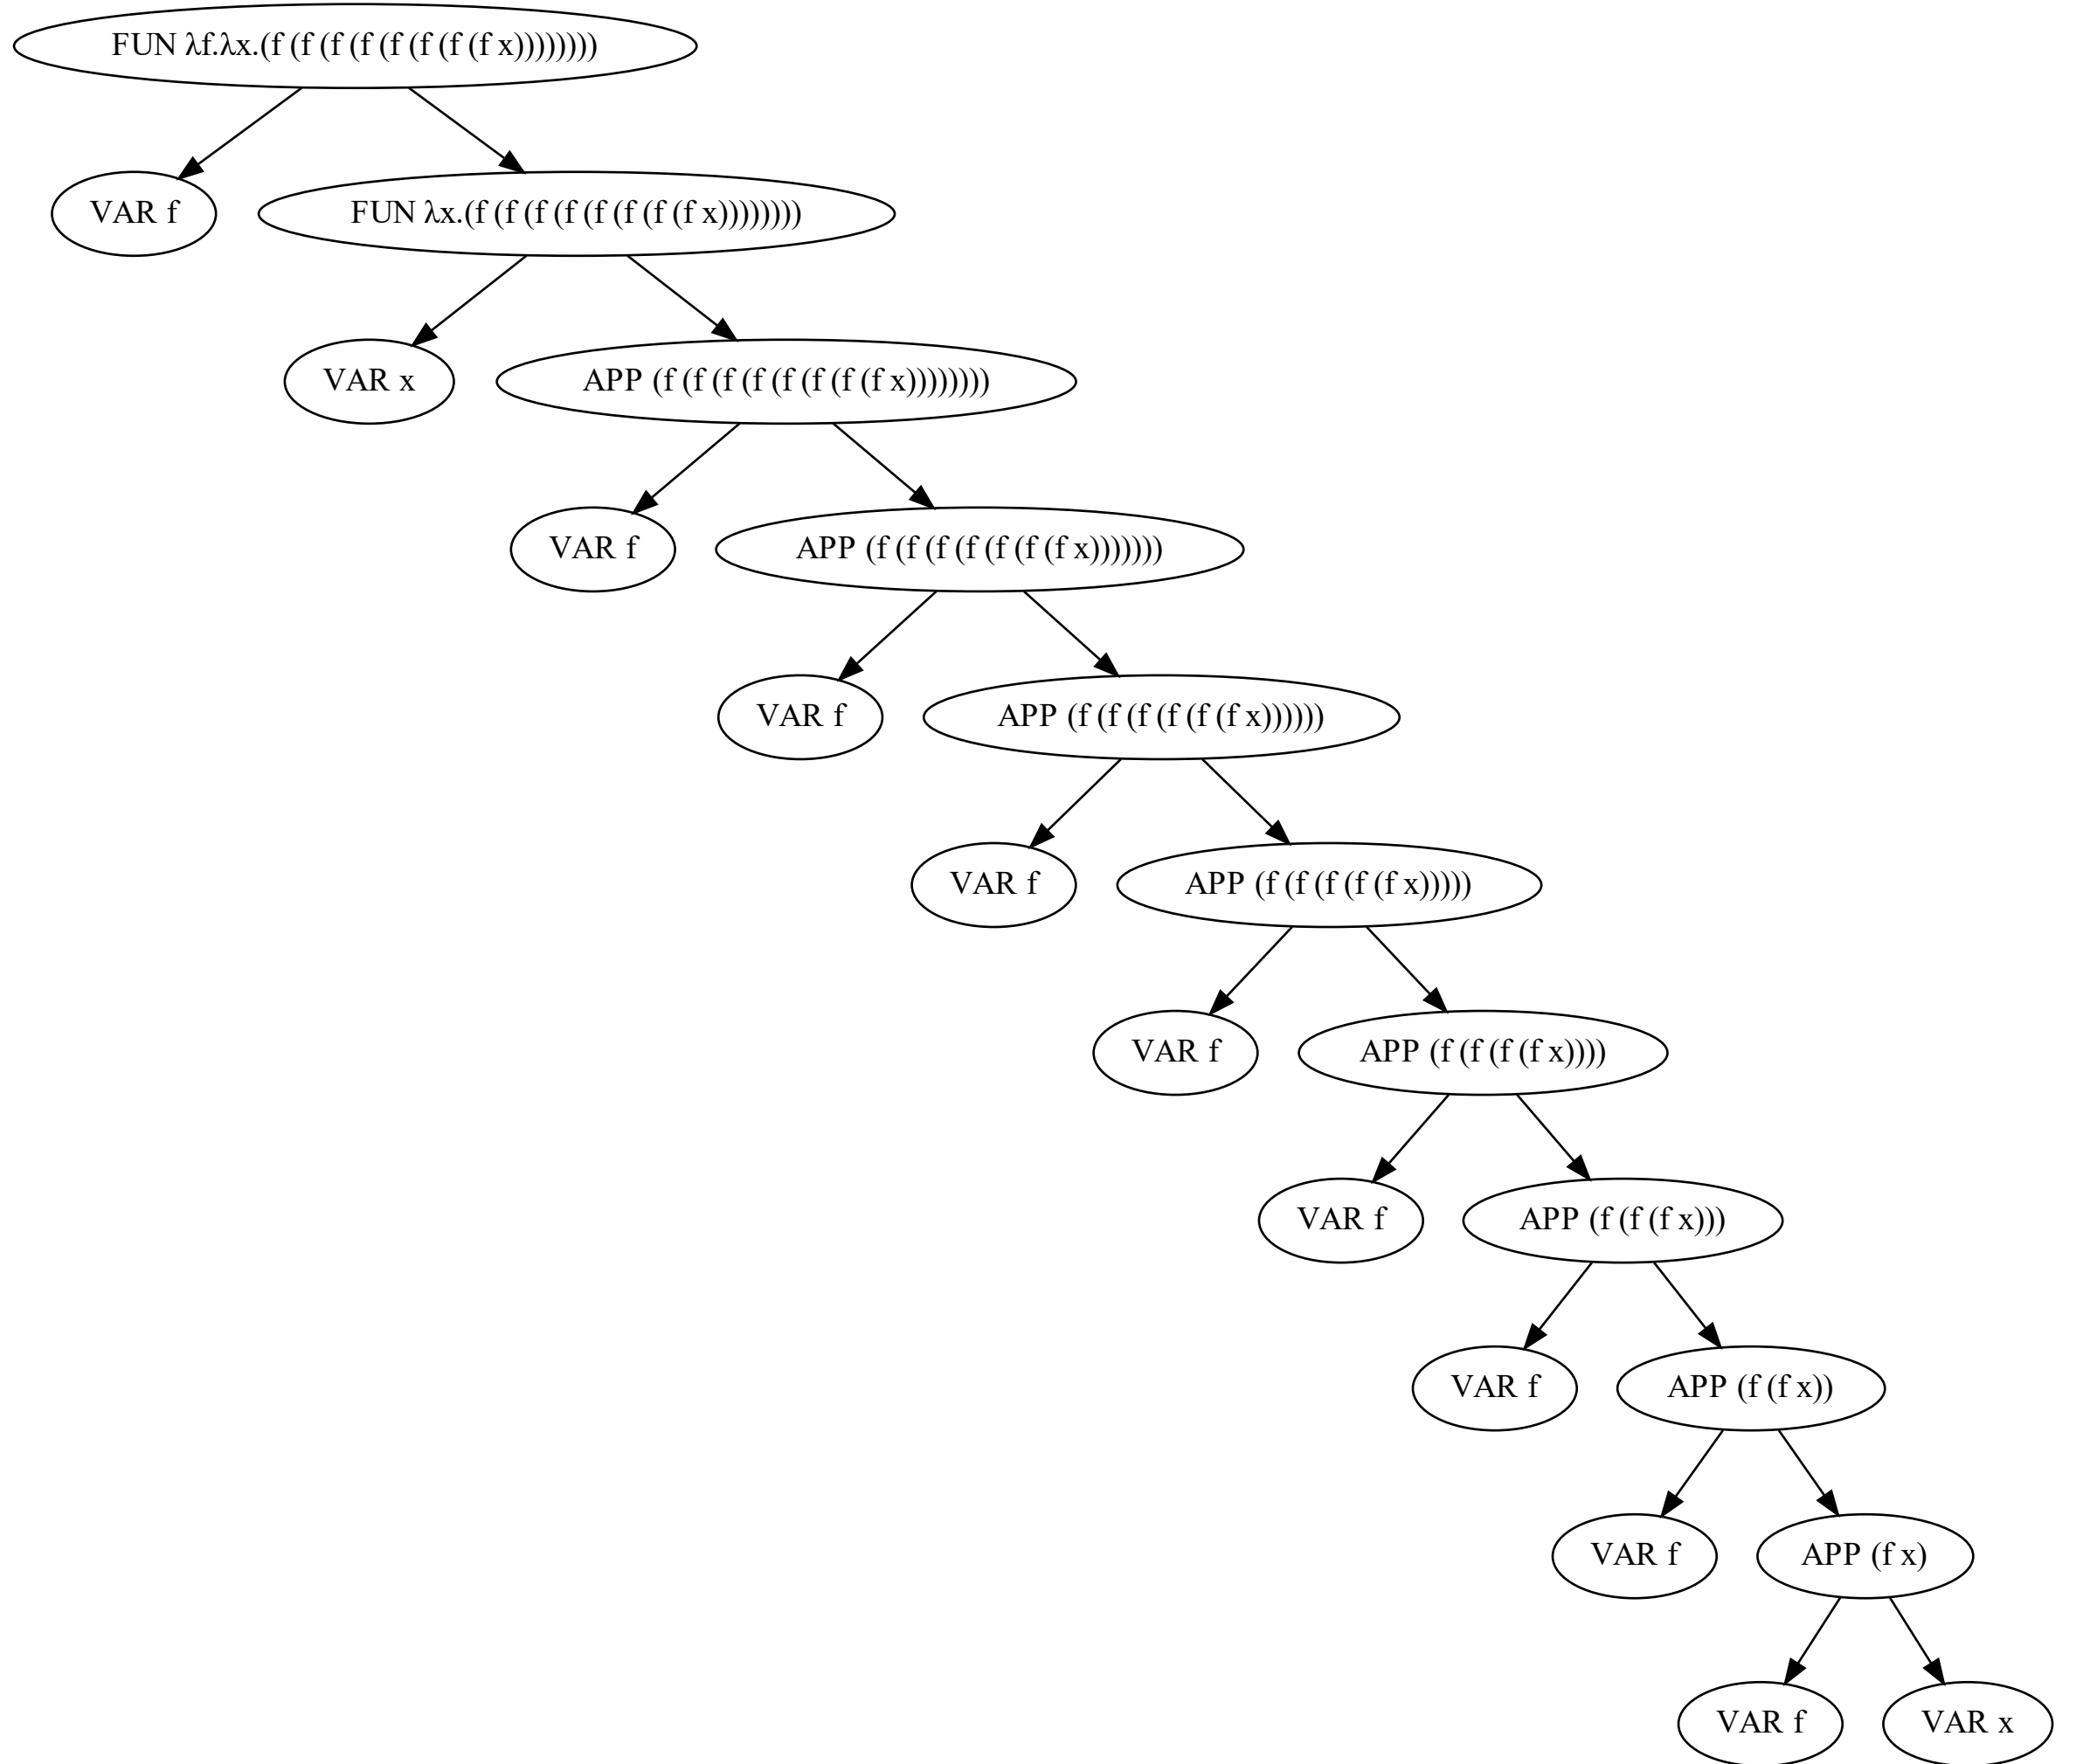 FUN λf.λx.(f (f (f (f (f (f (f (f x))))))))
VAR f
FUN λx.(f (f (f (f (f (f (f (f x))))))))
VAR x
APP (f (f (f (f (f (f (f (f x))))))))
VAR f
APP (f (f (f (f (f (f (f x)))))))
VAR f
APP (f (f (f (f (f (f x))))))
VAR f
APP (f (f (f (f (f x)))))
VAR f
APP (f (f (f (f x))))
VAR f
APP (f (f (f x)))
VAR f
APP (f (f x))
VAR f
APP (f x)
VAR f
VAR x